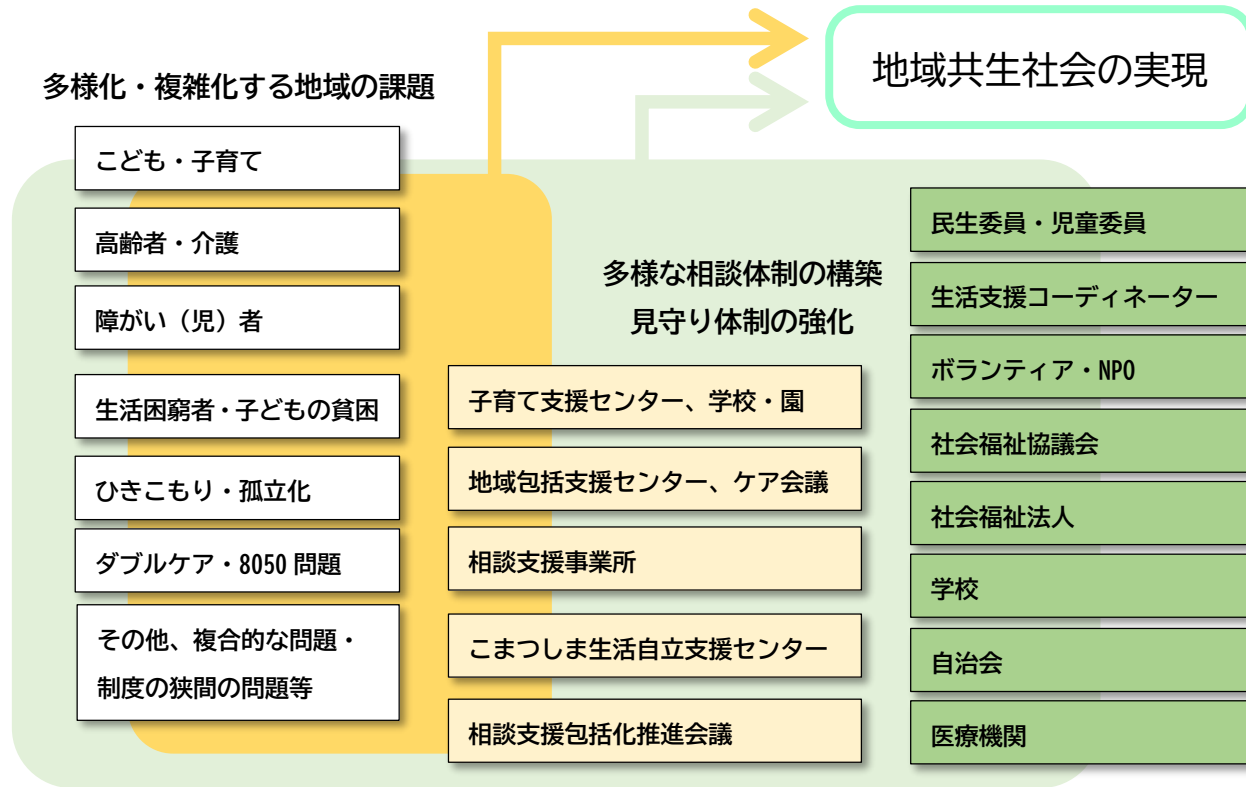 地域共生社会の実現
多様化・複雑化する地域の課題
こども・子育て
高齢者・介護
障がい（児）者
生活困窮者・子どもの貧困
ひきこもり・孤立化
ダブルケア・8050 問題
その他、複合的な問題・
制度の狭間の問題等
多様な相談体制の構築
見守り体制の強化
子育て支援センター、学校・園
地域包括支援センター、ケア会議
相談支援事業所
こまつしま生活自立支援センター
相談支援包括化推進会議
民生委員・児童委員
生活支援コーディネーター
ボランティア・NPO
社会福祉協議会
社会福祉法人
学校
自治会
医療機関